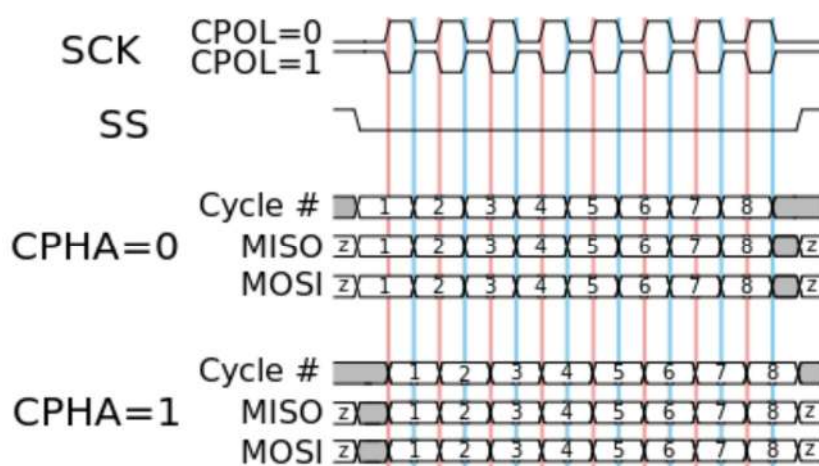 SCK CPOL=0
CPOL=1
SS
Cycle # 1 2 3 4 5 6 7 8
CPHA=0 MISO z 1 2 3 4 5 6 7 8 z
MOSI z 1 2 3 4 5 6 7 8 z
Cycle # 1 2 3 4 5 6 7 8
CPHA=1 MISO z 1 2 3 4 5 6 7 8 z
MOSI z 1 2 3 4 5 6 7 8 z